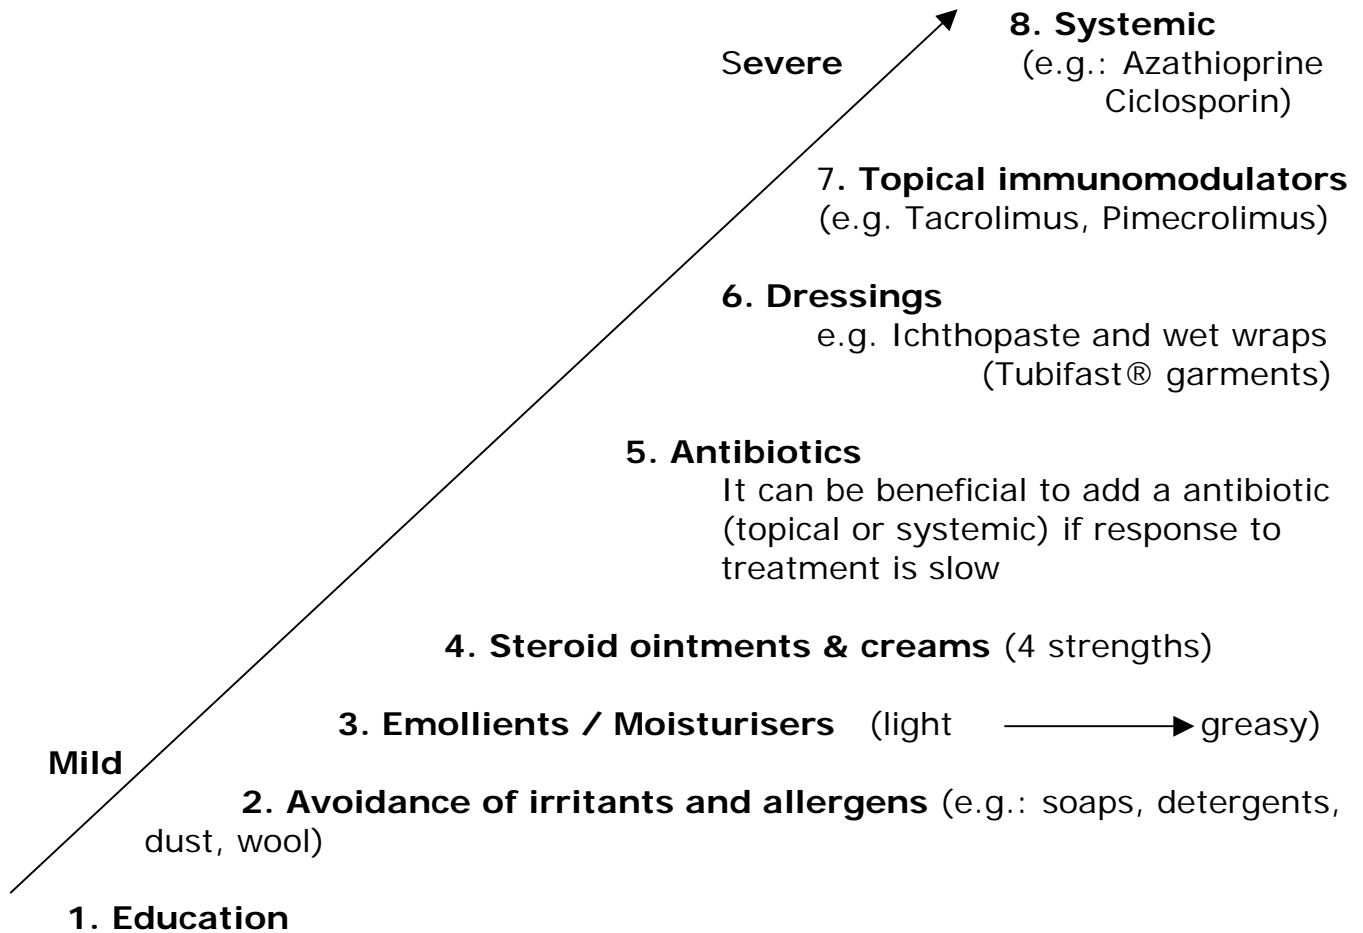 8. Systemic
Severe
(e.g.: Azathioprine
Ciclosporin)
7. Topical immunomodulators
(e.g. Tacrolimus, Pimecrolimus)
6. Dressings
e.g. Ichthopaste and wet wraps
(Tubifast® garments)
5. Antibiotics
It can be beneficial to add a antibiotic
(topical or systemic) if response to
treatment is slow
4. Steroid ointments & creams (4 strengths)
3. Emollients / Moisturisers (light greasy)
Mild
2. Avoidance of irritants and allergens (e.g.: soaps, detergents,
dust, wool)
1. Education